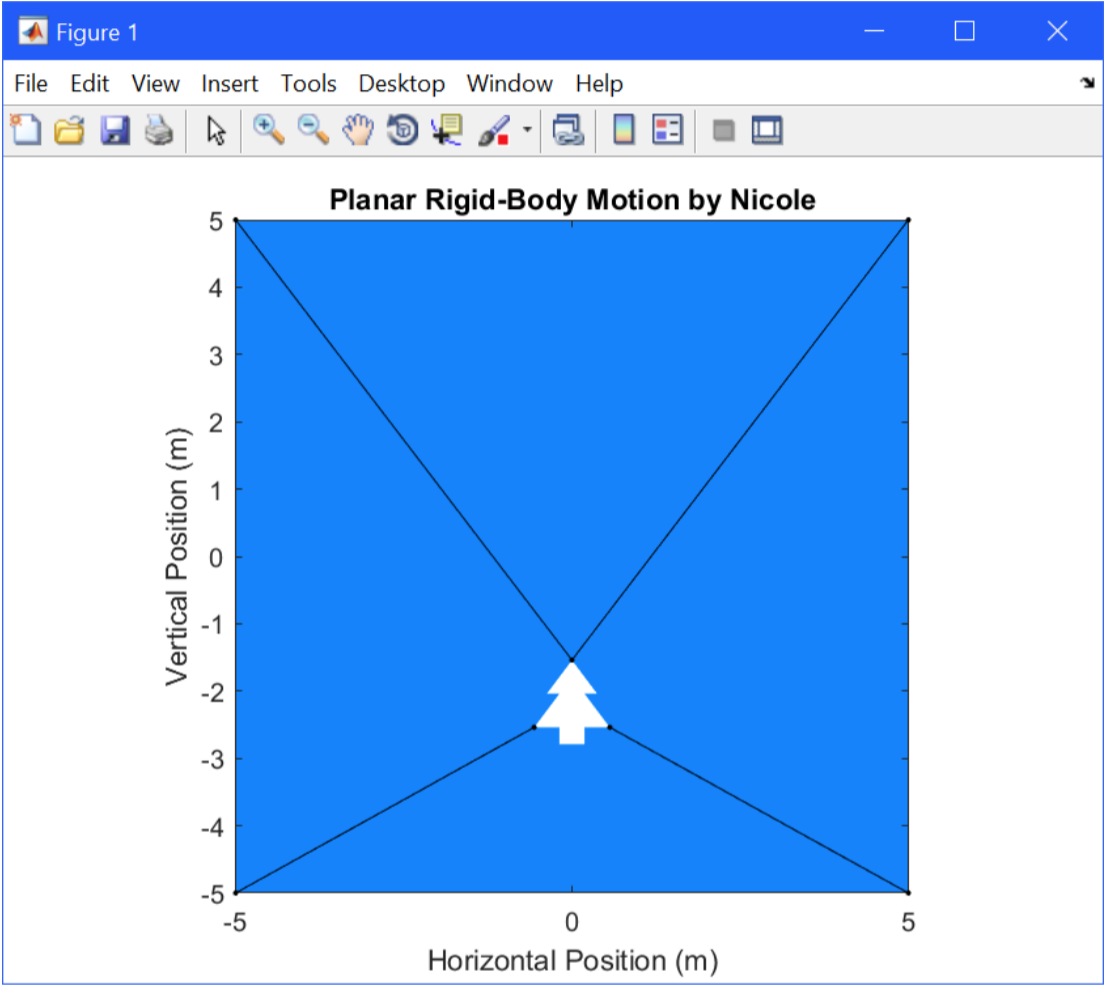 Figure 1
File Edit View Insert Tools Desktop Window Help
Planar Rigid-Body Motion by Nicole
5
4
3
2
1
0
-1
-2
-3
-4
-5
Vertical Position (m)
-5 0 5
Horizontal Position (m)